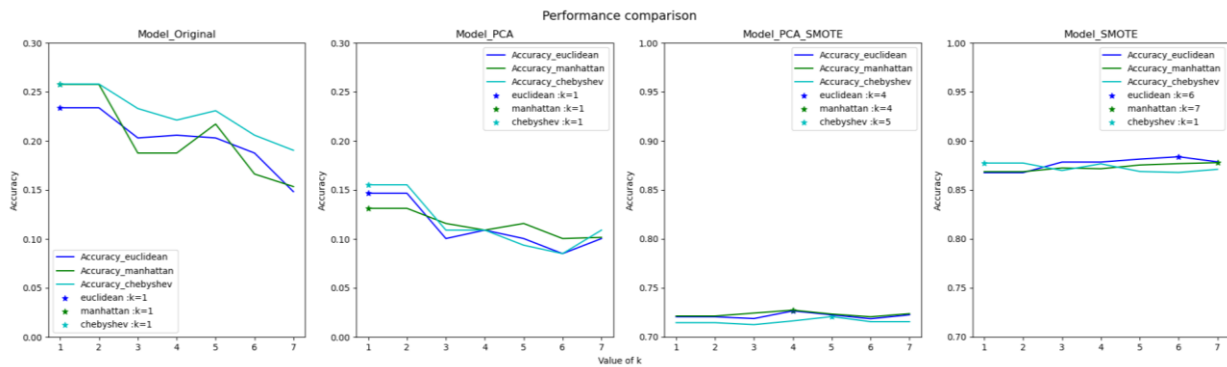 Performance comparison
Model_Original
0.30
0.25
0.20
0.15
0.10
0.05
0.00
Accuracy
Accuracy_euclidean
Accuracy_manhattan
Accuracy_chebyshev
euclidean :k=1
manhattan :k=1
chebyshev :k=1
1 2 3 4 5 6 7
Model_PCA
0.30
0.25
0.20
0.15
0.10
0.05
0.00
Accuracy
Accuracy_euclidean
Accuracy_manhattan
Accuracy_chebyshev
euclidean :k=1
manhattan :k=1
chebyshev :k=1
1 2 3 4 5 6 7
Model_PCA_SMOTE
1.00
0.95
0.90
0.85
0.80
0.75
0.70
Accuracy
Accuracy_euclidean
Accuracy_manhattan
Accuracy_chebyshev
euclidean :k=4
manhattan :k=4
chebyshev :k=5
1 2 3 4 5 6 7
Model_SMOTE
1.00
0.95
0.90
0.85
0.80
0.75
0.70
Accuracy
Accuracy_euclidean
Accuracy_manhattan
Accuracy_chebyshev
euclidean :k=6
manhattan :k=7
chebyshev :k=1
1 2 3 4 5 6 7
Value of k